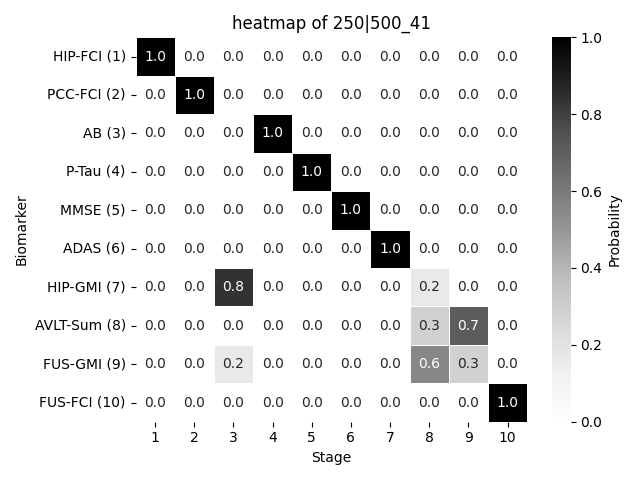 heatmap of 250|500_41
HIP-FCI (1) 1.0 0.0 0.0 0.0 0.0 0.0 0.0 0.0 0.0 0.0
PCC-FCI (2) 0.0 1.0 0.0 0.0 0.0 0.0 0.0 0.0 0.0 0.0
AB (3) 0.0 0.0 0.0 1.0 0.0 0.0 0.0 0.0 0.0 0.0
P-Tau (4) 0.0 0.0 0.0 0.0 1.0 0.0 0.0 0.0 0.0 0.0
MMSE (5) 0.0 0.0 0.0 0.0 0.0 1.0 0.0 0.0 0.0 0.0
ADAS (6) 0.0 0.0 0.0 0.0 0.0 0.0 1.0 0.0 0.0 0.0
HIP-GMI (7) 0.0 0.0 0.8 0.0 0.0 0.0 0.0 0.2 0.0 0.0
AVLT-Sum (8) 0.0 0.0 0.0 0.0 0.0 0.0 0.0 0.3 0.7 0.0
FUS-GMI (9) 0.0 0.0 0.2 0.0 0.0 0.0 0.0 0.6 0.3 0.0
FUS-FCI (10) 0.0 0.0 0.0 0.0 0.0 0.0 0.0 0.0 0.0 1.0
1 2 3 4 5 6 7 8 9 10
Stage
Biomarker
1.0
0.8
0.6
0.4
0.2
0.0
Probability